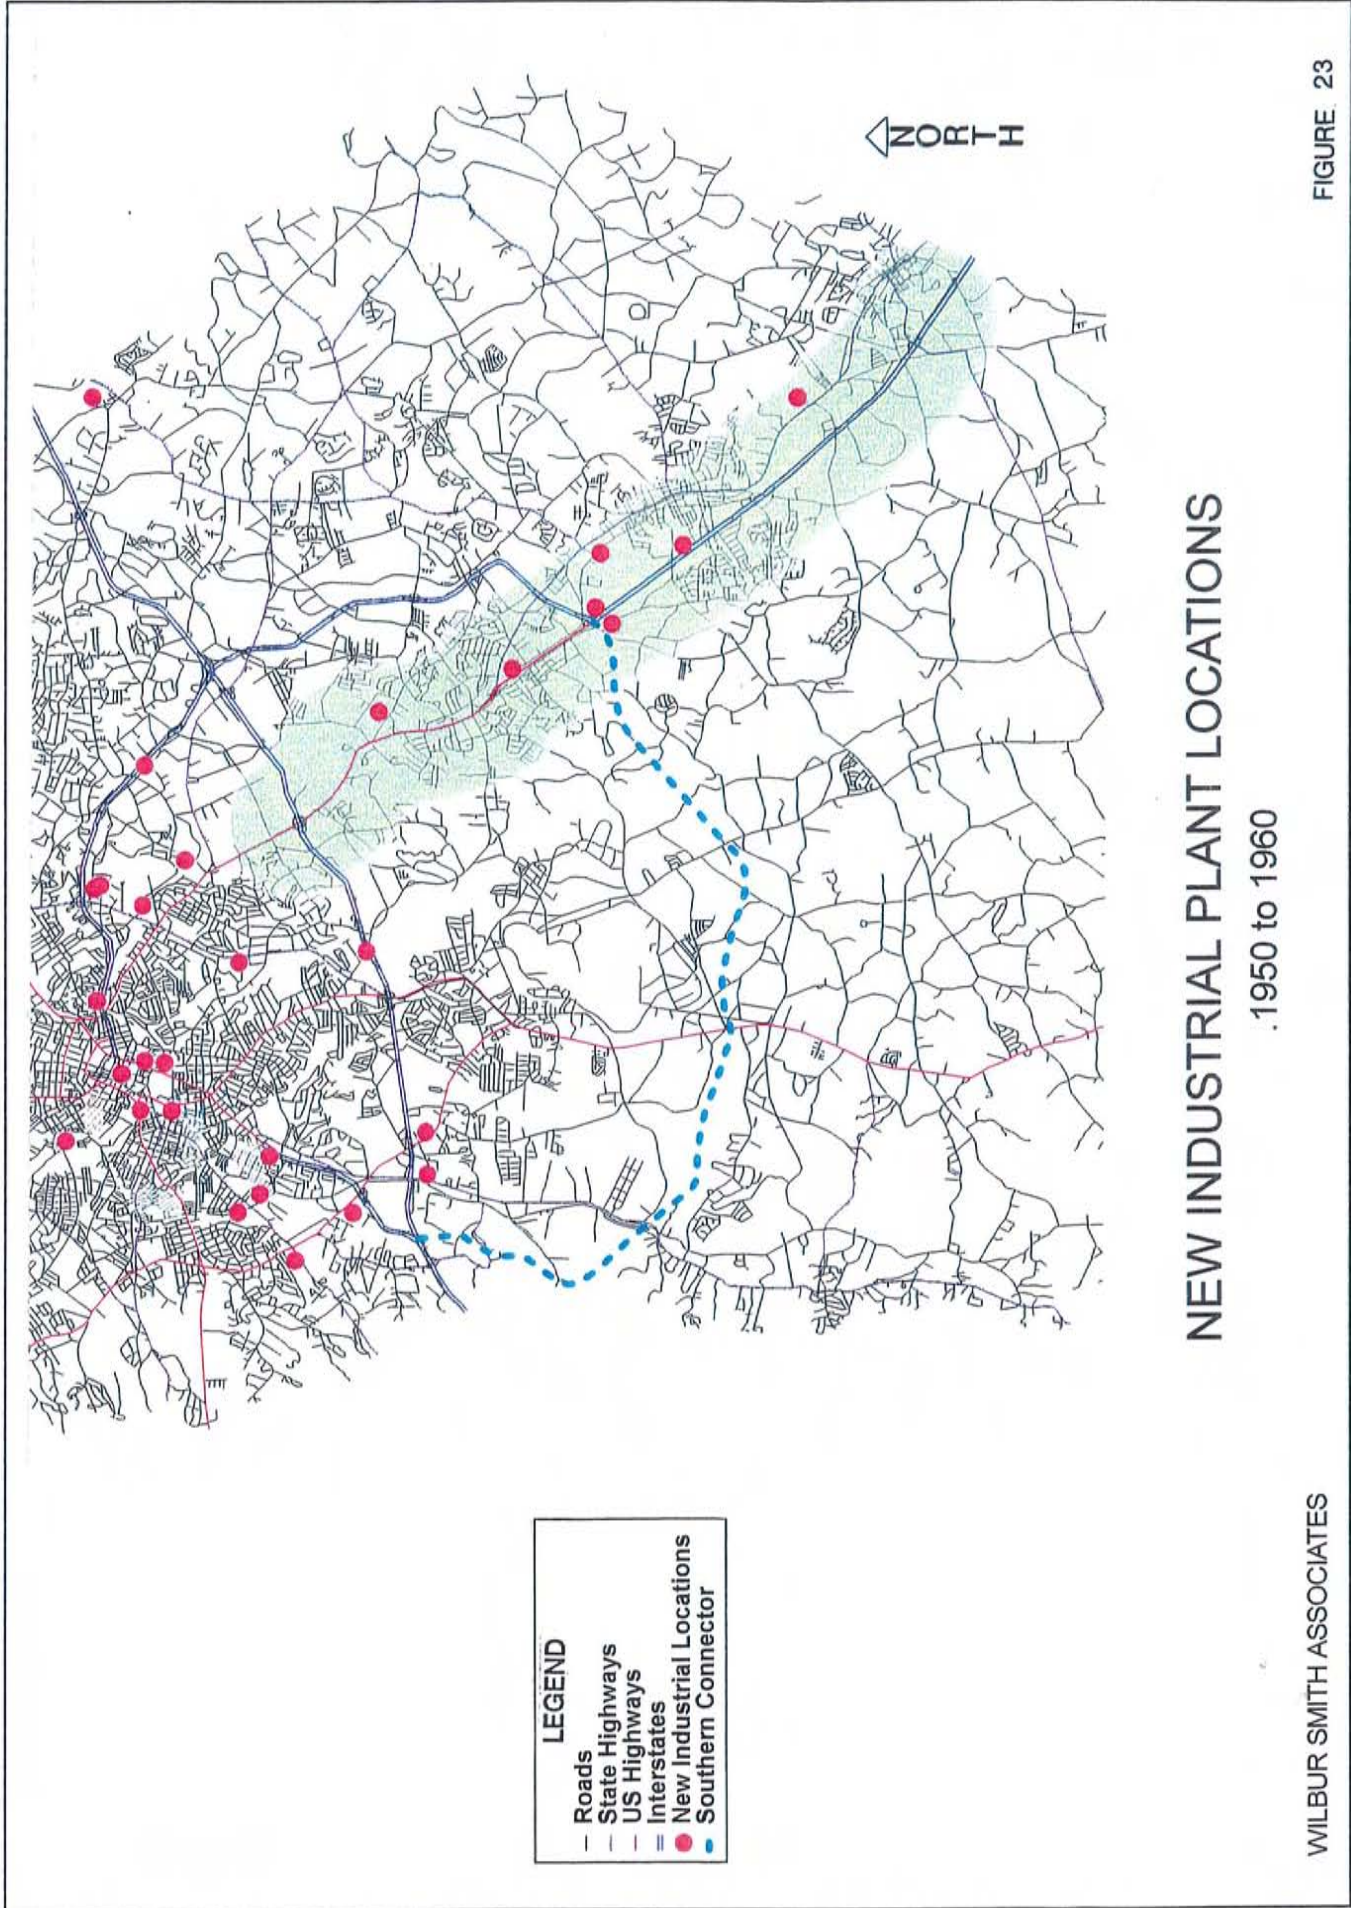 LEGEND
Roads
State Highways
US Highways
Interstates
New Industrial Locations
Southern Connector
NORTH
NEW INDUSTRIAL PLANT LOCATIONS
.1950 to 1960
WILBUR SMITH ASSOCIATES
FIGURE 23